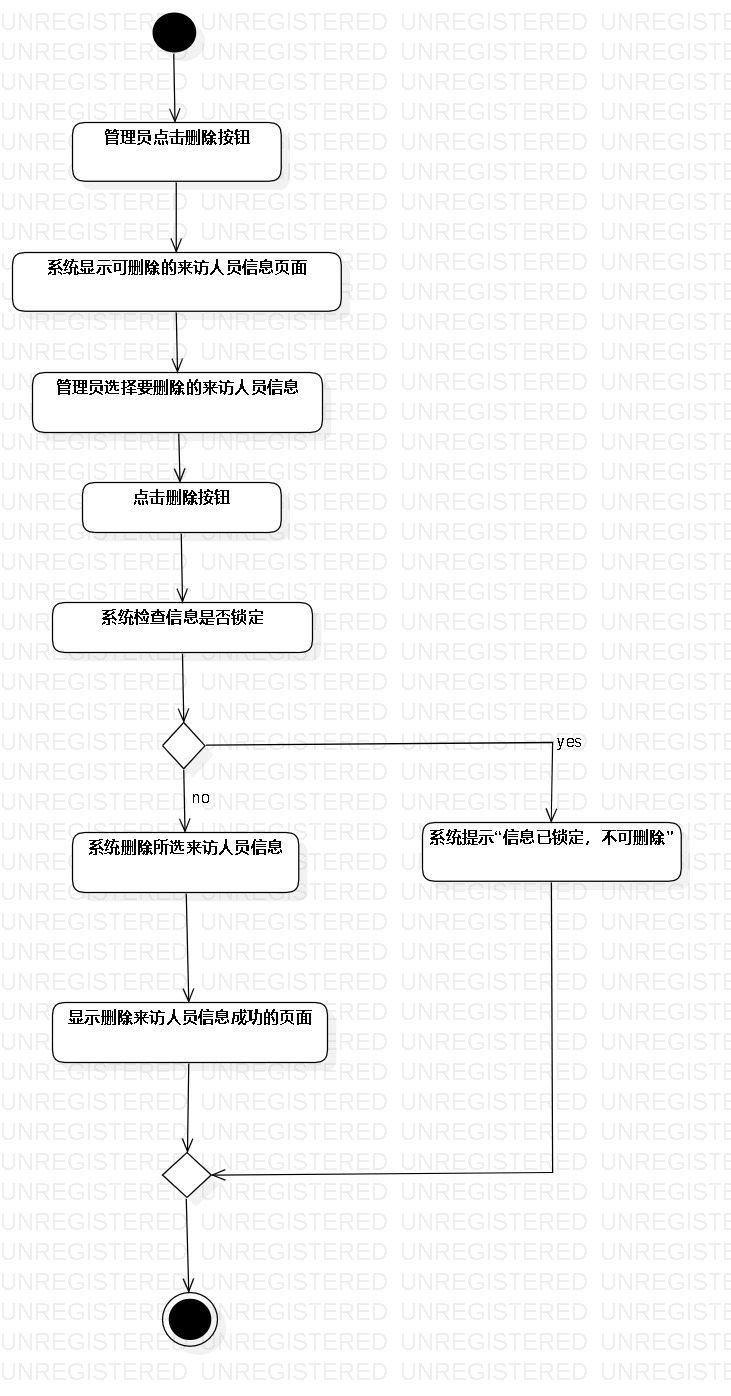 管理员点击删除按钮
系统显示可删除的来访人员信息页面
管理员选择要删除的来访人员信息
点击删除按钮
系统检查信息是否锁定
yes
no
系统删除所选来访人员信息
系统提示“信息已锁定，不可删除”
显示删除来访人员信息成功的页面
UNREGISTERED